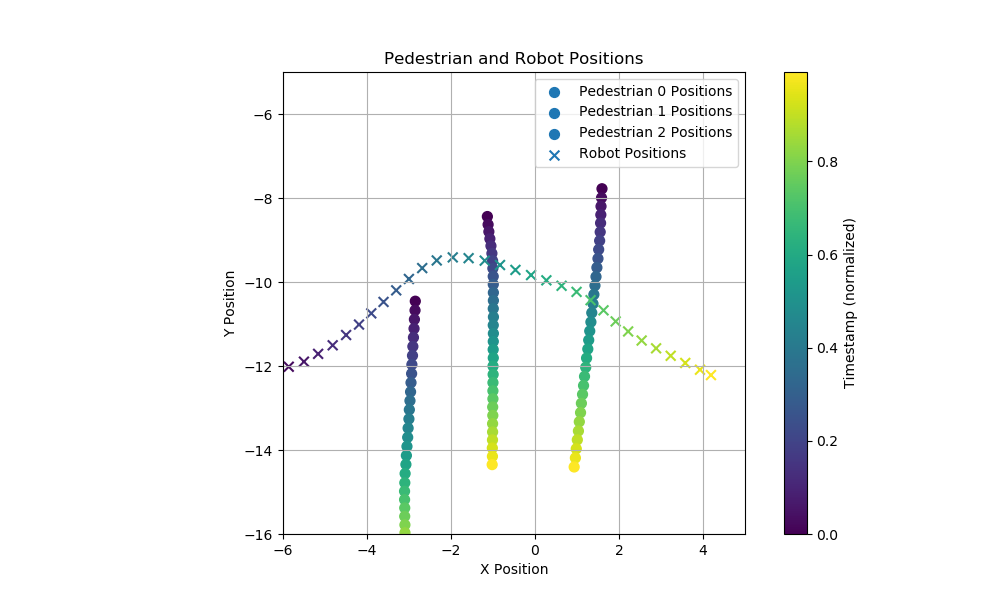 Pedestrian and Robot Positions
Pedestrian 0 Positions
Pedestrian 1 Positions
Pedestrian 2 Positions
Robot Positions
−6
−8
−10
−12
−14
−16
Y Position
−6 −4 −2 0 2 4
X Position
0.8
0.6
0.4
0.2
0.0
Timestamp (normalized)